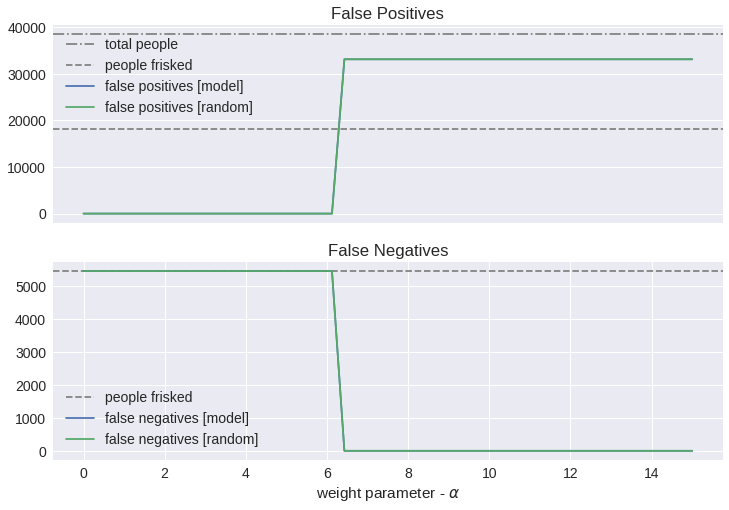 False Positives
40000
30000
20000
10000
0
total people
people frisked
false positives [model]
false positives [random]
False Negatives
5000
4000
3000
2000
1000
0
people frisked
false negatives [model]
false negatives [random]
0 2 4 6 8 10 12 14
weight parameter - α